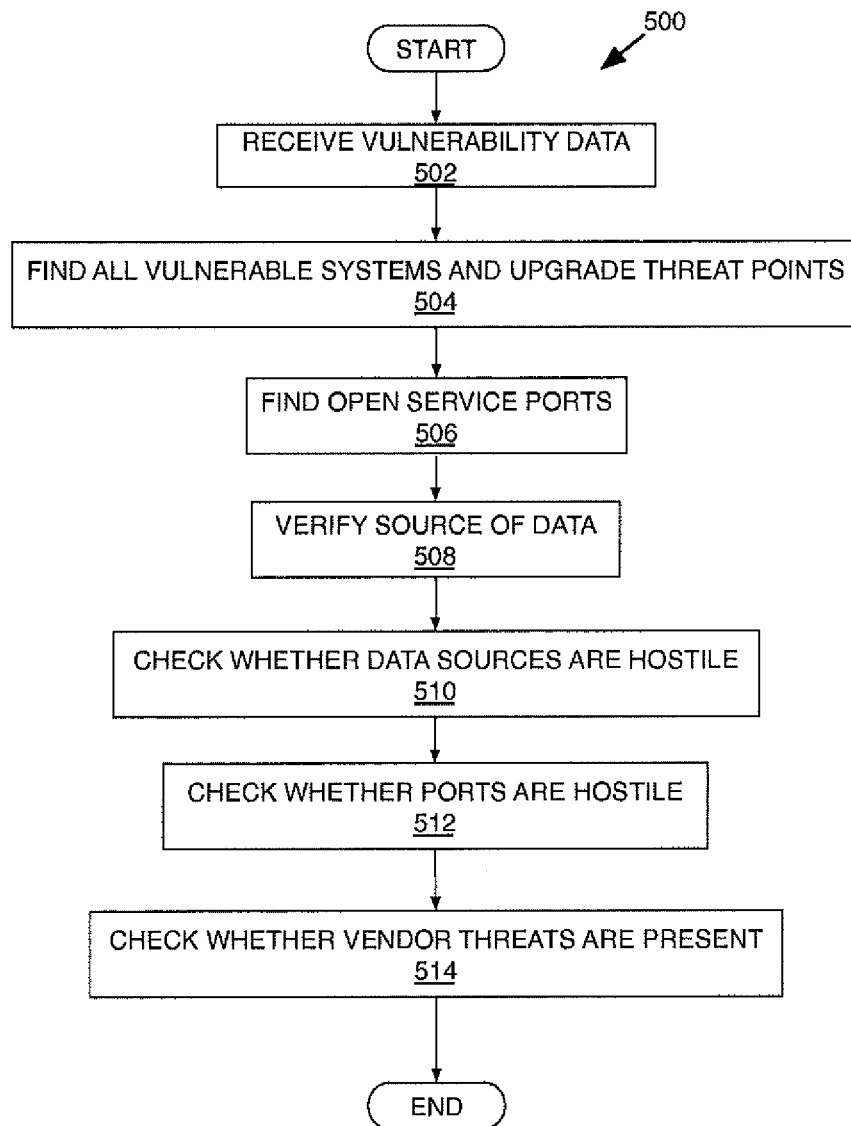 500
START
RECEIVE VULNERABILITY DATA
502
FIND ALL VULNERABLE SYSTEMS AND UPGRADE THREAT POINTS
504
FIND OPEN SERVICE PORTS
506
VERIFY SOURCE OF DATA
508
CHECK WHETHER DATA SOURCES ARE HOSTILE
510
CHECK WHETHER PORTS ARE HOSTILE
512
CHECK WHETHER VENDOR THREATS ARE PRESENT
514
END